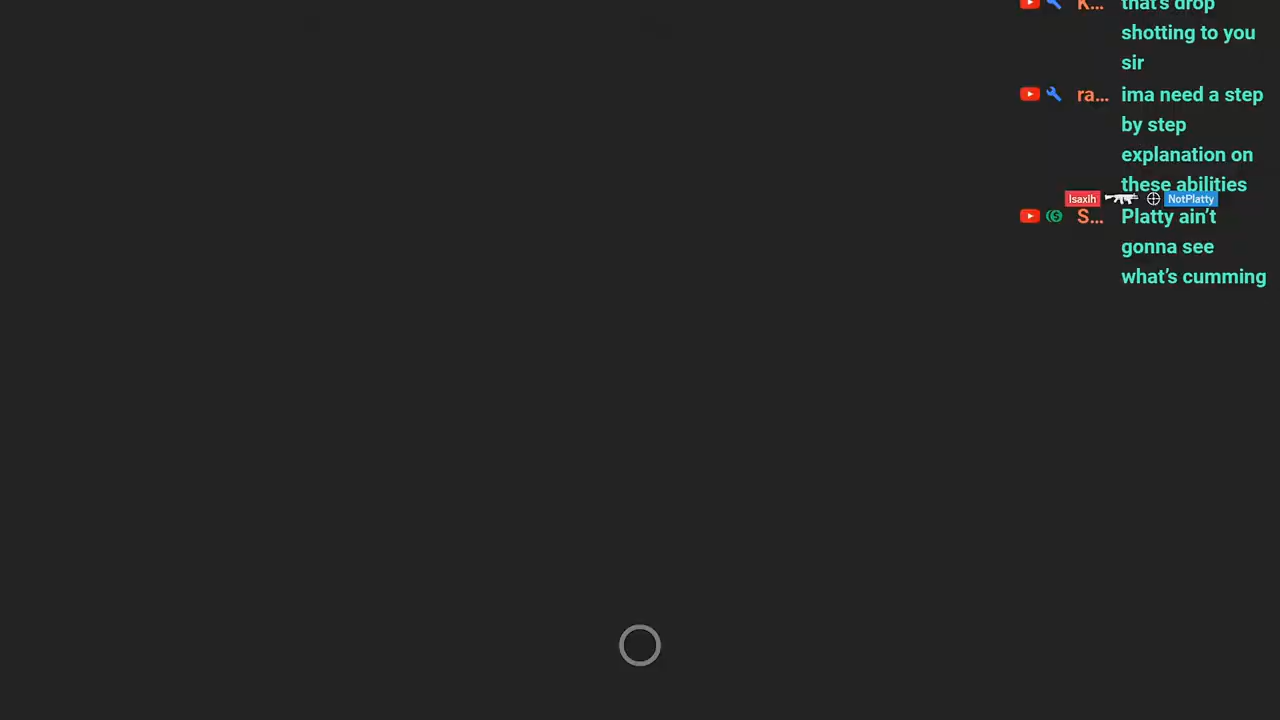 K... that's drop
shotting to you
sir
ra... ima need a step
by step
explanation on
these abilities
Isaxlh NotPlatty
S... Platty ain’t
gonna see
what’s cumming